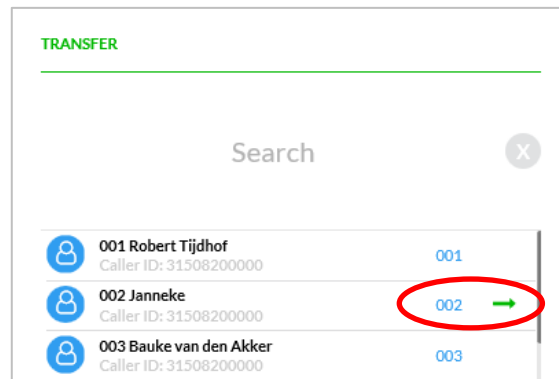 TRANSFER
Search X
001 Robert Tijdhof 001
Caller ID: 31508200000
002 Janneke 002
Caller ID: 31508200000
003 Bauke van den Akker 003
Caller ID: 31508200000